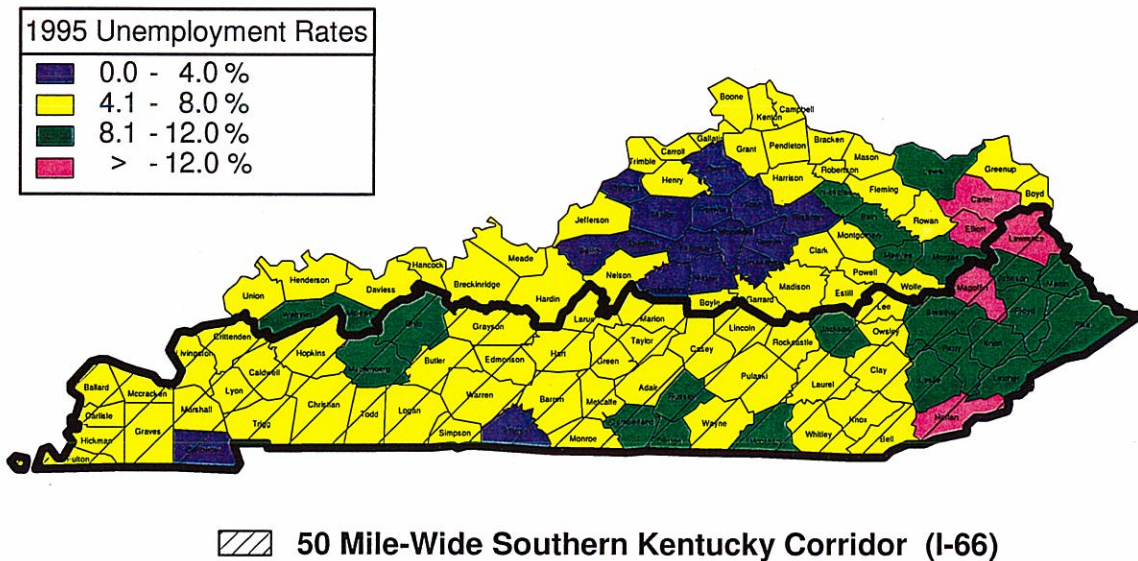 1995 Unemployment Rates
0.0 - 4.0 %
4.1 - 8.0 %
8.1 - 12.0 %
> - 12.0 %
Boone
Kenton
Campbell
Carroll
Grant
Pendleton
Bracken
Trimble
Mason
Henry
Harrison
Robertson
Fleming
Lewis
Greenup
Boyd
Carter
Rowan
Elliott
Lawrence
Jefferson
Montgomery
Clark
Nelson
Meade
Hancock
Breckinridge
Henderson
Union
Daviess
Hardin
Madison
Powell
Estill
Wolfe
Morgan
Magoffin
Boyle
Garrard
Lee
Owsley
Larue
Marion
Lincoln
Rockcastle
Jackson
Grayson
Ohio
Taylor
Hart
Green
Casey
Pulaski
Laurel
Clay
Crittenden
Livingston
Hopkins
Caldwell
Lyon
Butler
Edmonson
Warren
Barren
Metcalfe
Adair
Ballard
Mccracken
Marshall
Trigg
Christian
Todd
Logan
Simpson
Monroe
Wayne
Whitley
Knox
Bell
Harlan
Carlisle
Graves
Hickman
Fulton
Floyd
Pike
Martin
Perry
Leslie
50 Mile-Wide Southern Kentucky Corridor (I-66)